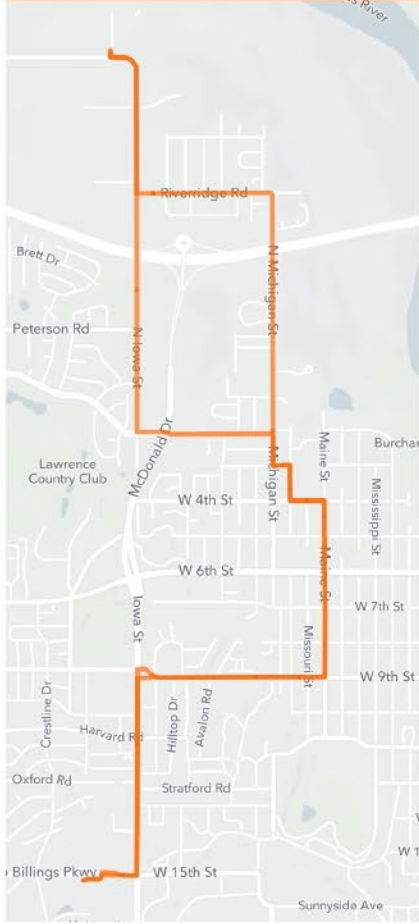 s River
Riverridge Rd
Brett Dr
N Michigan St
Peterson Rd
N Iowa St
McDonald Dr
Maine St
Burchar
Lawrence
Country Club
Michigan St
Mississippi St
W 4th St
W 6th St
Maine St
W 7th St
Iowa St
Missouri St
W 9th St
Crestline Dr
Hilltop Dr
Avalon Rd
Harvard Rd
Oxford Rd
Stratford Rd
W 1
Billings Pkwy
W 15th St
Sunnyside Ave